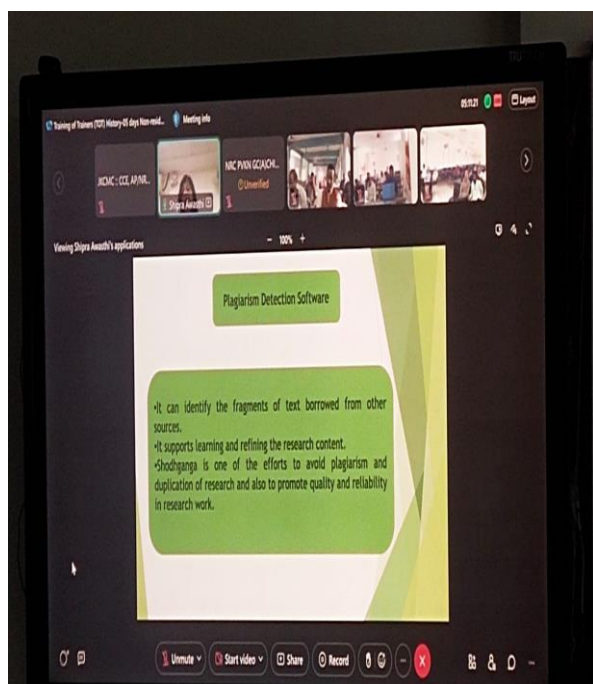 Training of Trainers (TOT) History-05 days Non-resid...
Meeting info
05:11:21
Layout
JKCMC : CCE, AP/NR...
Shipra Awasthi
NRC PVKN GC(A)CHI...
Unverified
Viewing Shipra Awasthi's applications
- 100% +
Plagiarism Detection Software
•It can identify the fragments of text borrowed from other
sources.
•It supports learning and refining the research content.
•Shodhganga is one of the efforts to avoid plagiarism and
duplication of research and also to promote quality and reliability
in research work.
Unmute
Start video
Share
Record